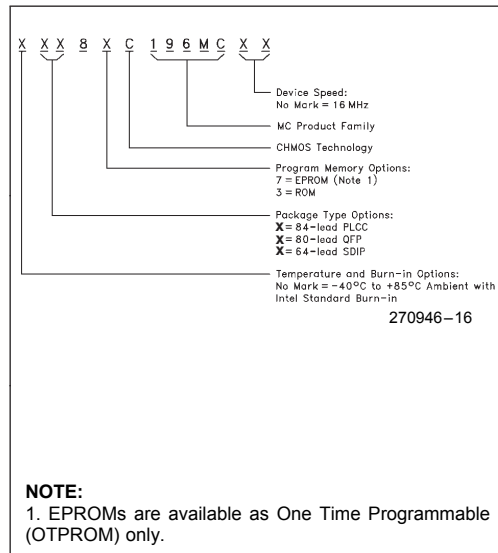 X X X 8 X C 1 9 6 M C X X
Device Speed:
No Mark = 16 MHz
MC Product Family
CHMOS Technology
Program Memory Options:
7 = EPROM (Note 1)
3 = ROM
Package Type Options:
X = 84-lead PLCC
X = 80-lead QFP
X = 64-lead SDIP
Temperature and Burn-in Options:
No Mark = -40°C to +85°C Ambient with
Intel Standard Burn-in
270946-16
NOTE:
1. EPROMs are available as One Time Programmable
(OTPROM) only.